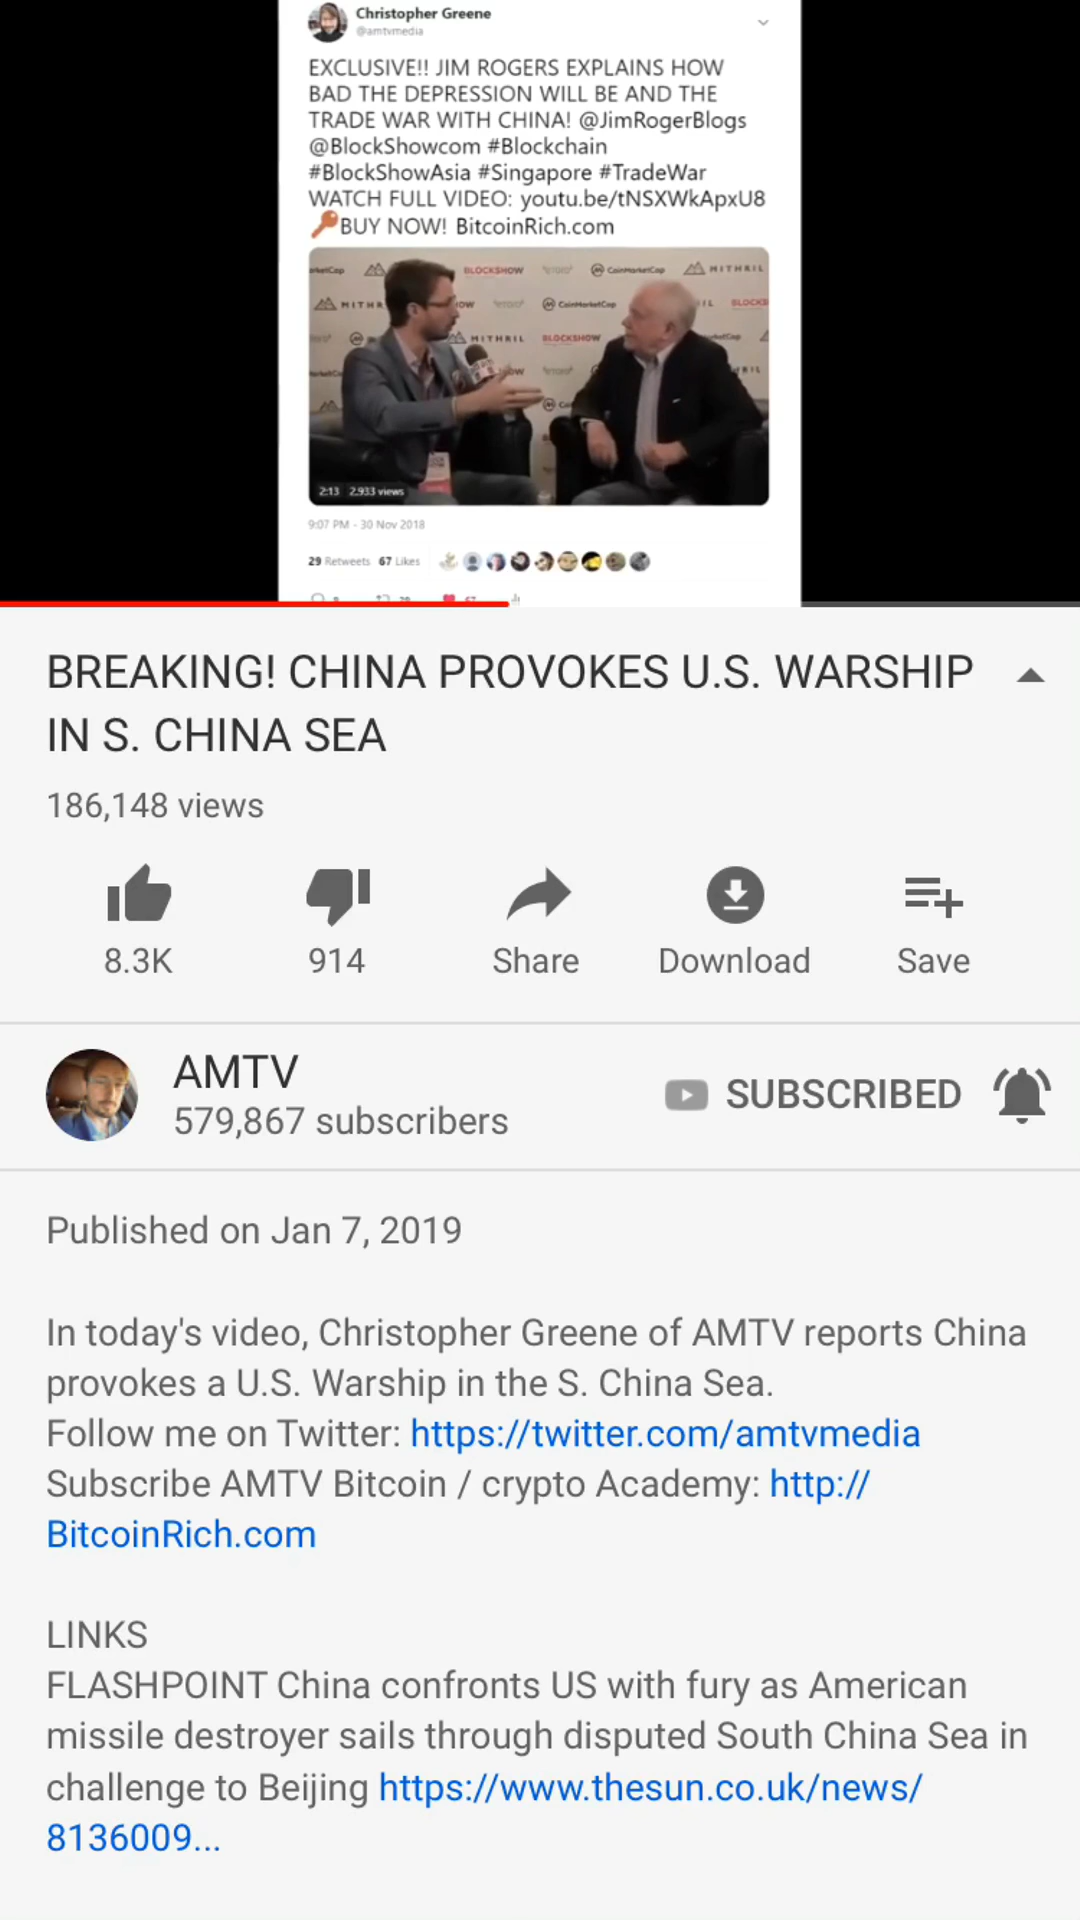 Christopher Greene
@amtvmedia
EXCLUSIVE!! JIM ROGERS EXPLAINS HOW
BAD THE DEPRESSION WILL BE AND THE
TRADE WAR WITH CHINA! @JimRogerBlogs
@BlockShowcom #Blockchain
#BlockShowAsia #Singapore #TradeWar
WATCH FULL VIDEO: youtu.be/tNSXWkApxU8
BUY NOW! BitcoinRich.com
BLOCKSHOW CoinMarketCap MITHRIL
CoinMarketCap
MITHRIL BLOCKSHOW
2:13 2,933 views
9:07 PM - 30 Nov 2018
29 Retweets 67 Likes
BREAKING! CHINA PROVOKES U.S. WARSHIP
IN S. CHINA SEA
186,148 views
8.3K 914 Share Download Save
AMTV
579,867 subscribers
SUBSCRIBED
Published on Jan 7, 2019
In today's video, Christopher Greene of AMTV reports China
provokes a U.S. Warship in the S. China Sea.
Follow me on Twitter: https://twitter.com/amtvmedia
Subscribe AMTV Bitcoin / crypto Academy: http://
BitcoinRich.com
LINKS
FLASHPOINT China confronts US with fury as American
missile destroyer sails through disputed South China Sea in
challenge to Beijing https://www.thesun.co.uk/news/
8136009...